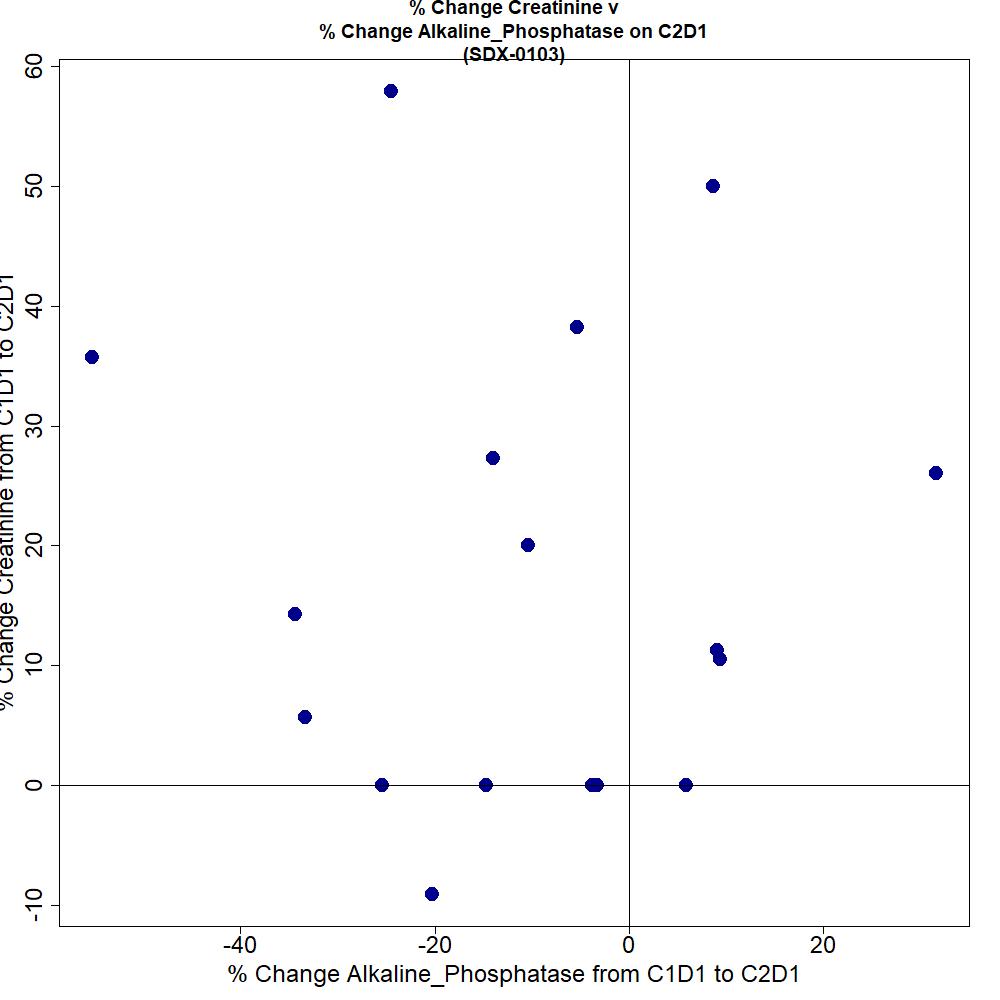 % Change Creatinine v
% Change Alkaline_Phosphatase on C2D1
(SDX-0103)
% Change Creatinine from C1D1 to C2D1
60
50
40
30
20
10
0
-10
-40
-20
0
20
% Change Alkaline_Phosphatase from C1D1 to C2D1